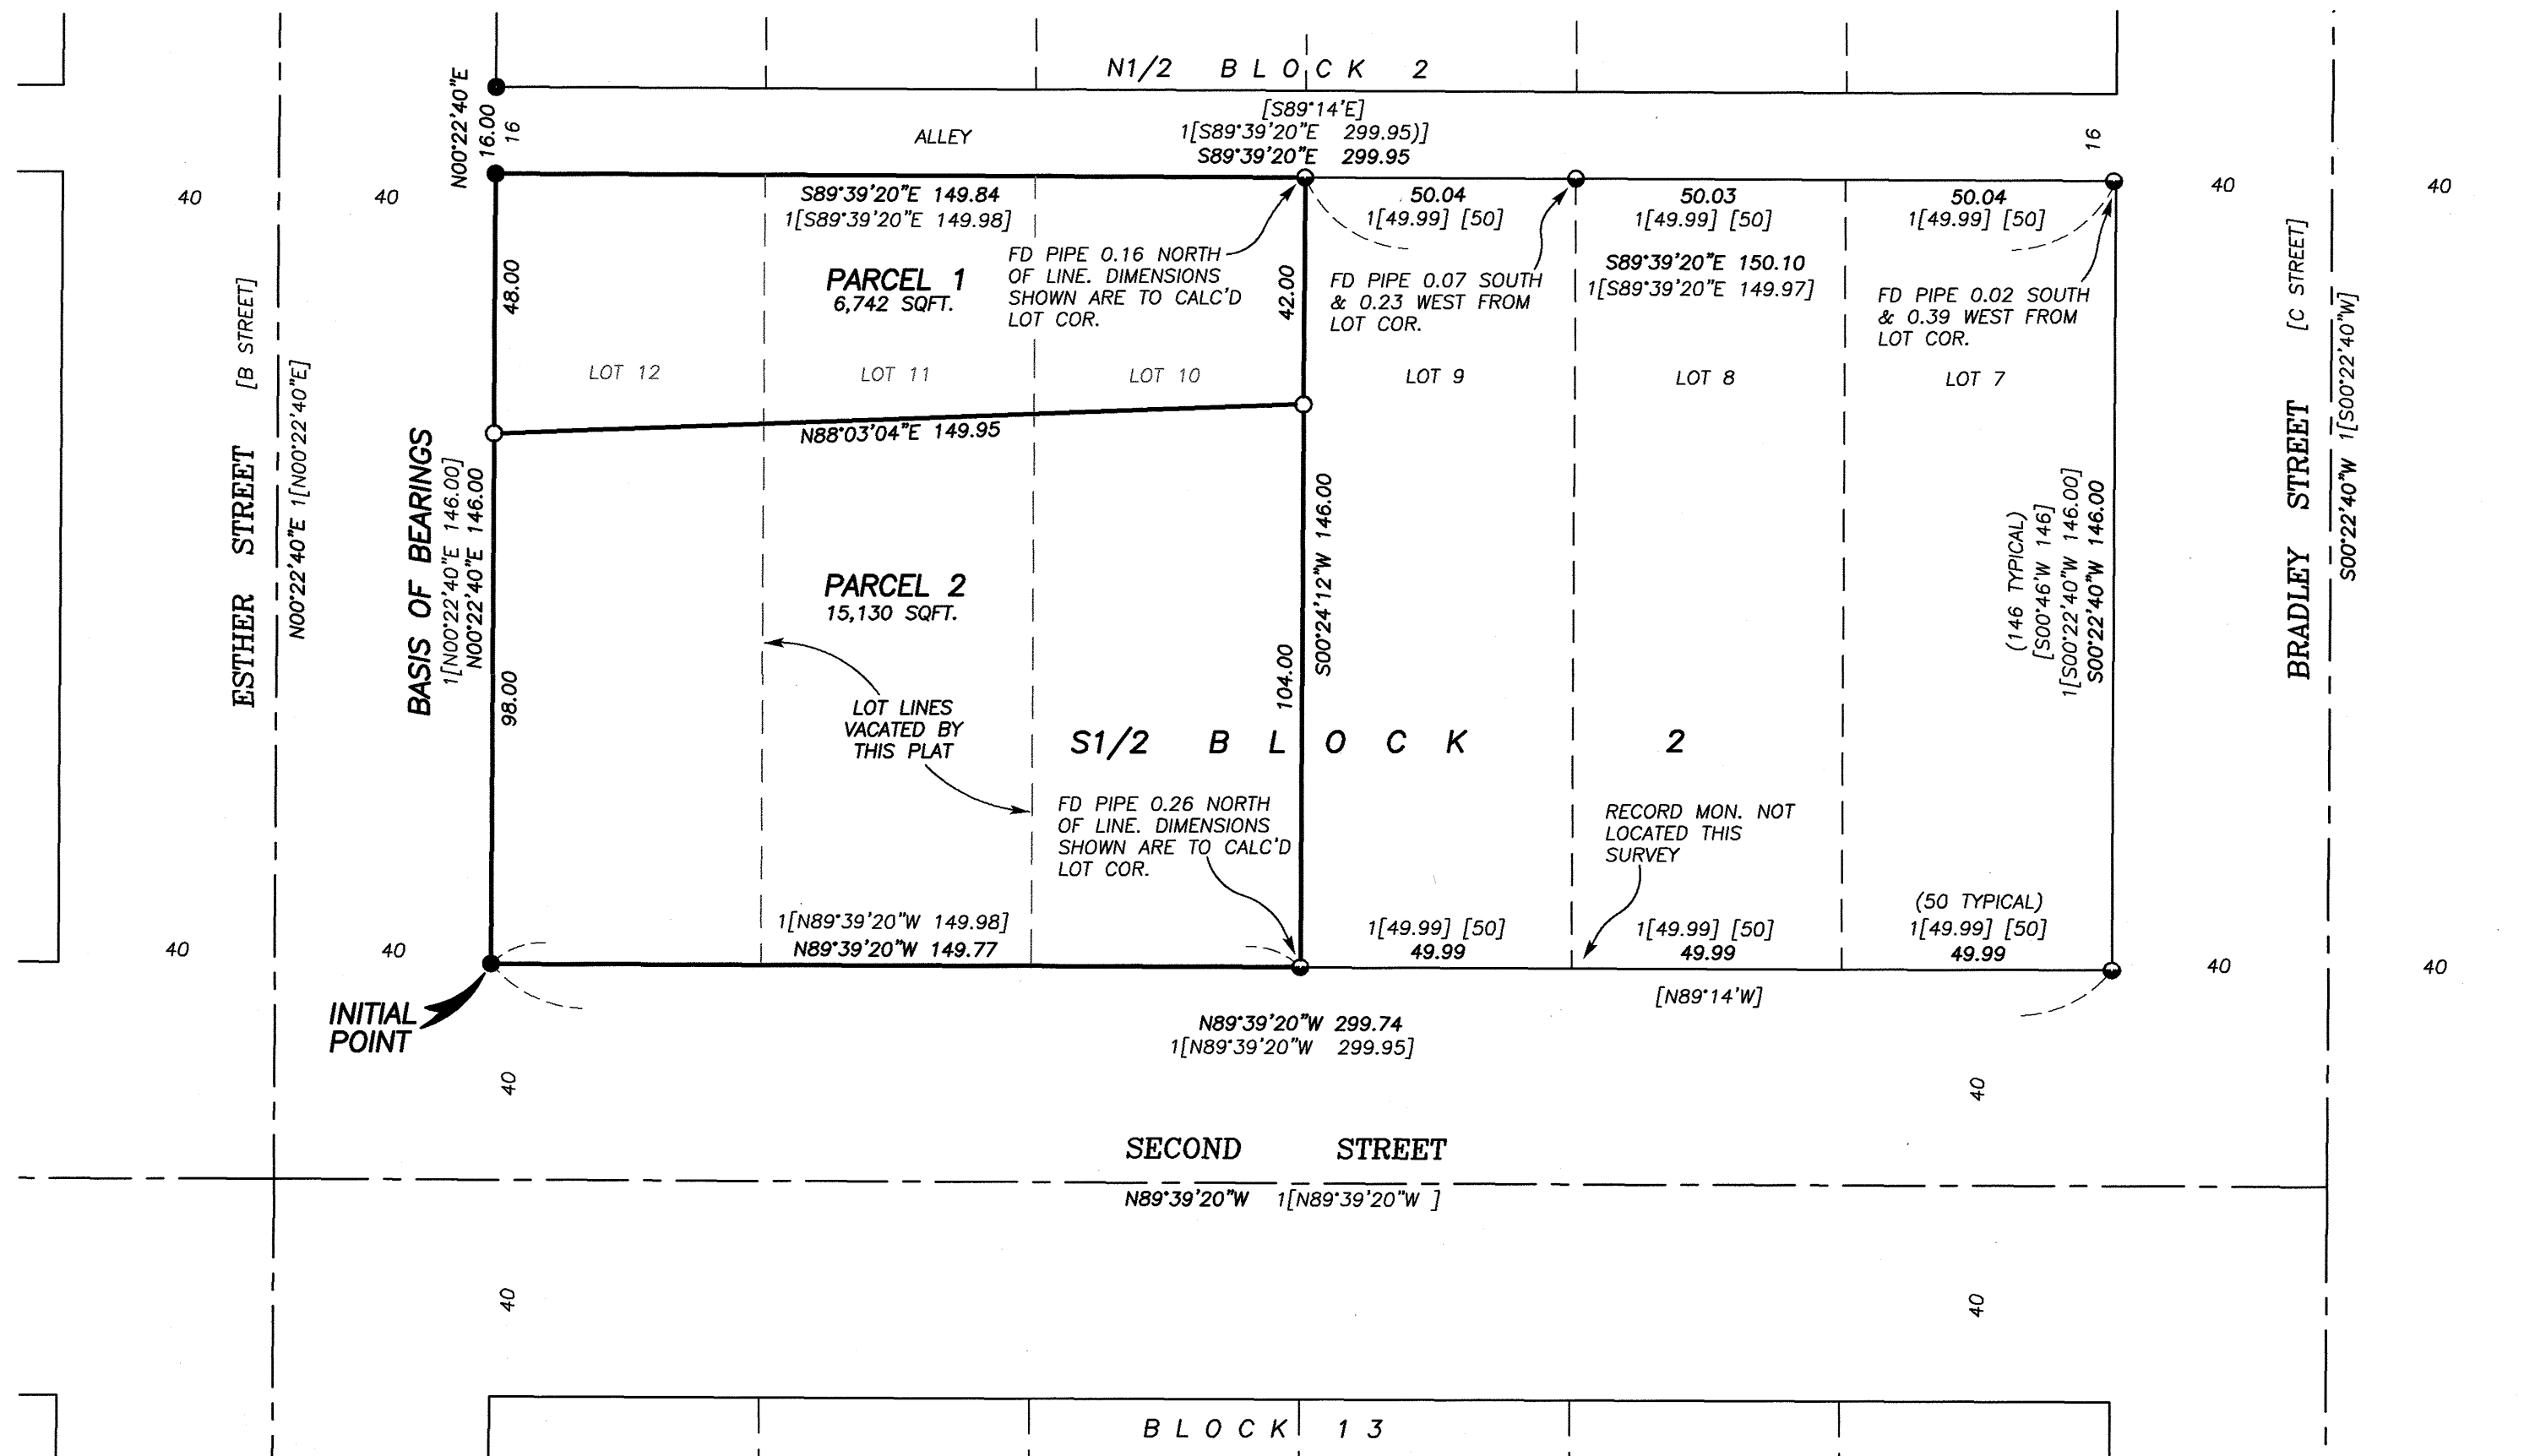 N1/2 BLOCK 2
[S89°14'E]
1[S89°39'20"E 299.95)]
S89°39'20"E 299.95
ALLEY
N00°22'40"E
16.00
16
16
40
40
40
40
S89°39'20"E 149.84
1[S89°39'20"E 149.98]
50.04
1[49.99] [50]
50.03
1[49.99] [50]
50.04
1[49.99] [50]
S89°39'20"E 150.10
1[S89°39'20"E 149.97]
PARCEL 1
6,742 SQFT.
FD PIPE 0.16 NORTH
OF LINE. DIMENSIONS
SHOWN ARE TO CALC'D
LOT COR.
FD PIPE 0.07 SOUTH
& 0.23 WEST FROM
LOT COR.
FD PIPE 0.02 SOUTH
& 0.39 WEST FROM
LOT COR.
48.00
42.00
LOT 12
LOT 11
LOT 10
LOT 9
LOT 8
LOT 7
N88°03'04"E 149.95
ESTHER STREET [B STREET]
N00°22'40"E 1[N00°22'40"E]
BASIS OF BEARINGS
1[N00°22'40"E 146.00]
N00°22'40"E 146.00
98.00
PARCEL 2
15,130 SQFT.
104.00
S00°24'12"W 146.00
(146 TYPICAL)
[S00°46'W 146]
1[S00°22'40"W 146.00]
S00°22'40"W 146.00
BRADLEY STREET [C STREET]
S00°22'40"W 1[S00°22'40"W]
LOT LINES
VACATED BY
THIS PLAT
S1/2 BLOCK 2
FD PIPE 0.26 NORTH
OF LINE. DIMENSIONS
SHOWN ARE TO CALC'D
LOT COR.
RECORD MON. NOT
LOCATED THIS
SURVEY
1[N89°39'20"W 149.98]
N89°39'20"W 149.77
1[49.99] [50]
49.99
1[49.99] [50]
49.99
(50 TYPICAL)
1[49.99] [50]
49.99
40
40
40
40
INITIAL
POINT
[N89°14'W]
N89°39'20"W 299.74
1[N89°39'20"W 299.95]
40
40
SECOND STREET
N89°39'20"W 1[N89°39'20"W ]
40
40
BLOCK 13